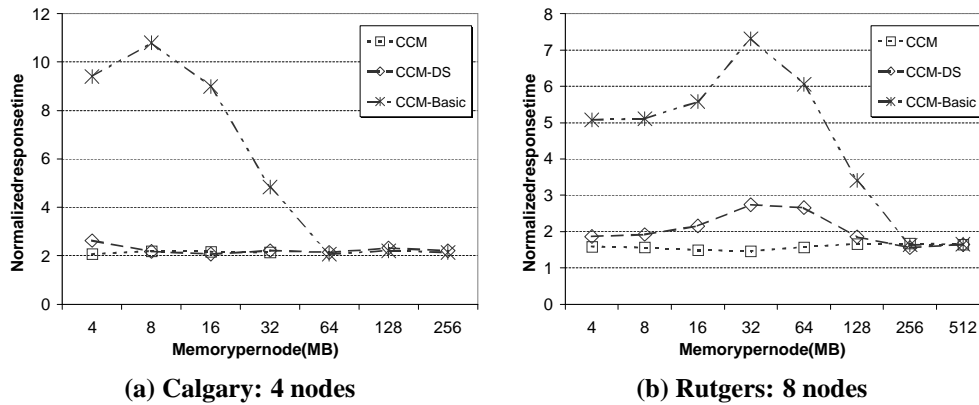 12
10
8
6
4
2
0
Normalizedresponsetime
CCM
CCM-DS
CCM-Basic
4 8 16 32 64 128 256
Memorypernode(MB)
(a) Calgary: 4 nodes
8
7
6
5
4
3
2
1
0
Normalizedresponsetime
CCM
CCM-DS
CCM-Basic
4 8 16 32 64 128 256 512
Memorypernode(MB)
(b) Rutgers: 8 nodes